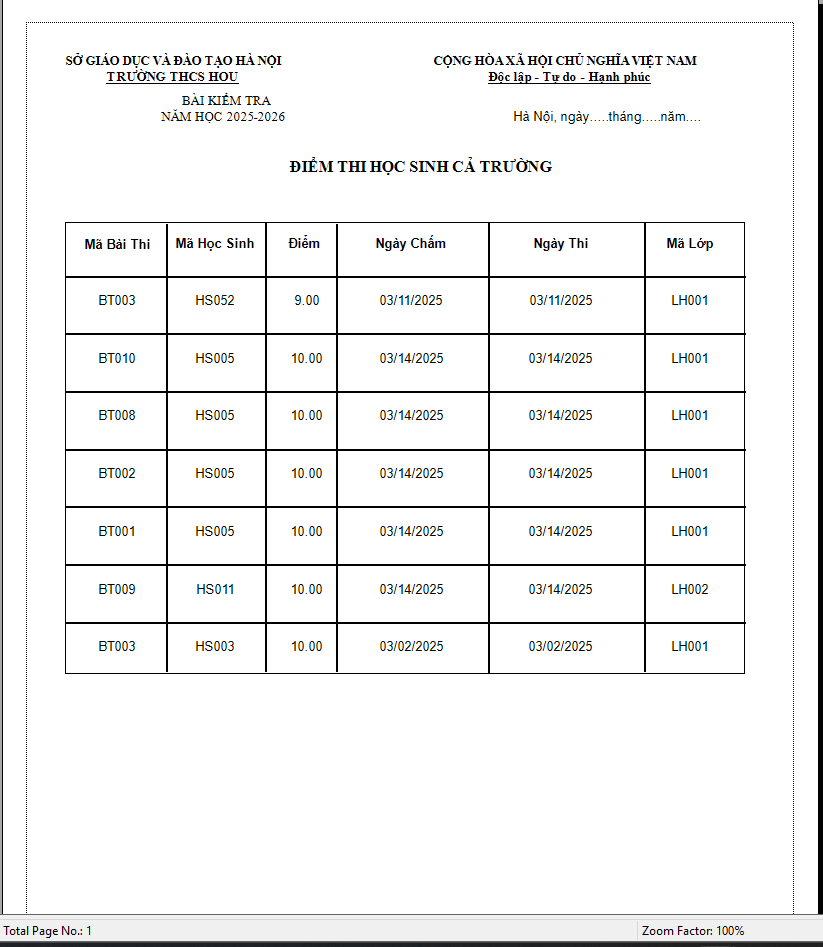 SỞ GIÁO DỤC VÀ ĐÀO TẠO HÀ NỘI
TRƯỜNG THCS HOU
BÀI KIỂM TRA
NĂM HỌC 2025-2026
CỘNG HÒA XÃ HỘI CHỦ NGHĨA VIỆT NAM
Độc lập - Tự do - Hạnh phúc
Hà Nội, ngày.....tháng.....năm....
ĐIỂM THI HỌC SINH CẢ TRƯỜNG
Mã Bài Thi Mã Học Sinh Điểm Ngày Chấm Ngày Thi Mã Lớp
BT003 HS052 9.00 03/11/2025 03/11/2025 LH001
BT010 HS005 10.00 03/14/2025 03/14/2025 LH001
BT008 HS005 10.00 03/14/2025 03/14/2025 LH001
BT002 HS005 10.00 03/14/2025 03/14/2025 LH001
BT001 HS005 10.00 03/14/2025 03/14/2025 LH001
BT009 HS011 10.00 03/14/2025 03/14/2025 LH002
BT003 HS003 10.00 03/02/2025 03/02/2025 LH001
Total Page No.: 1 Zoom Factor: 100%